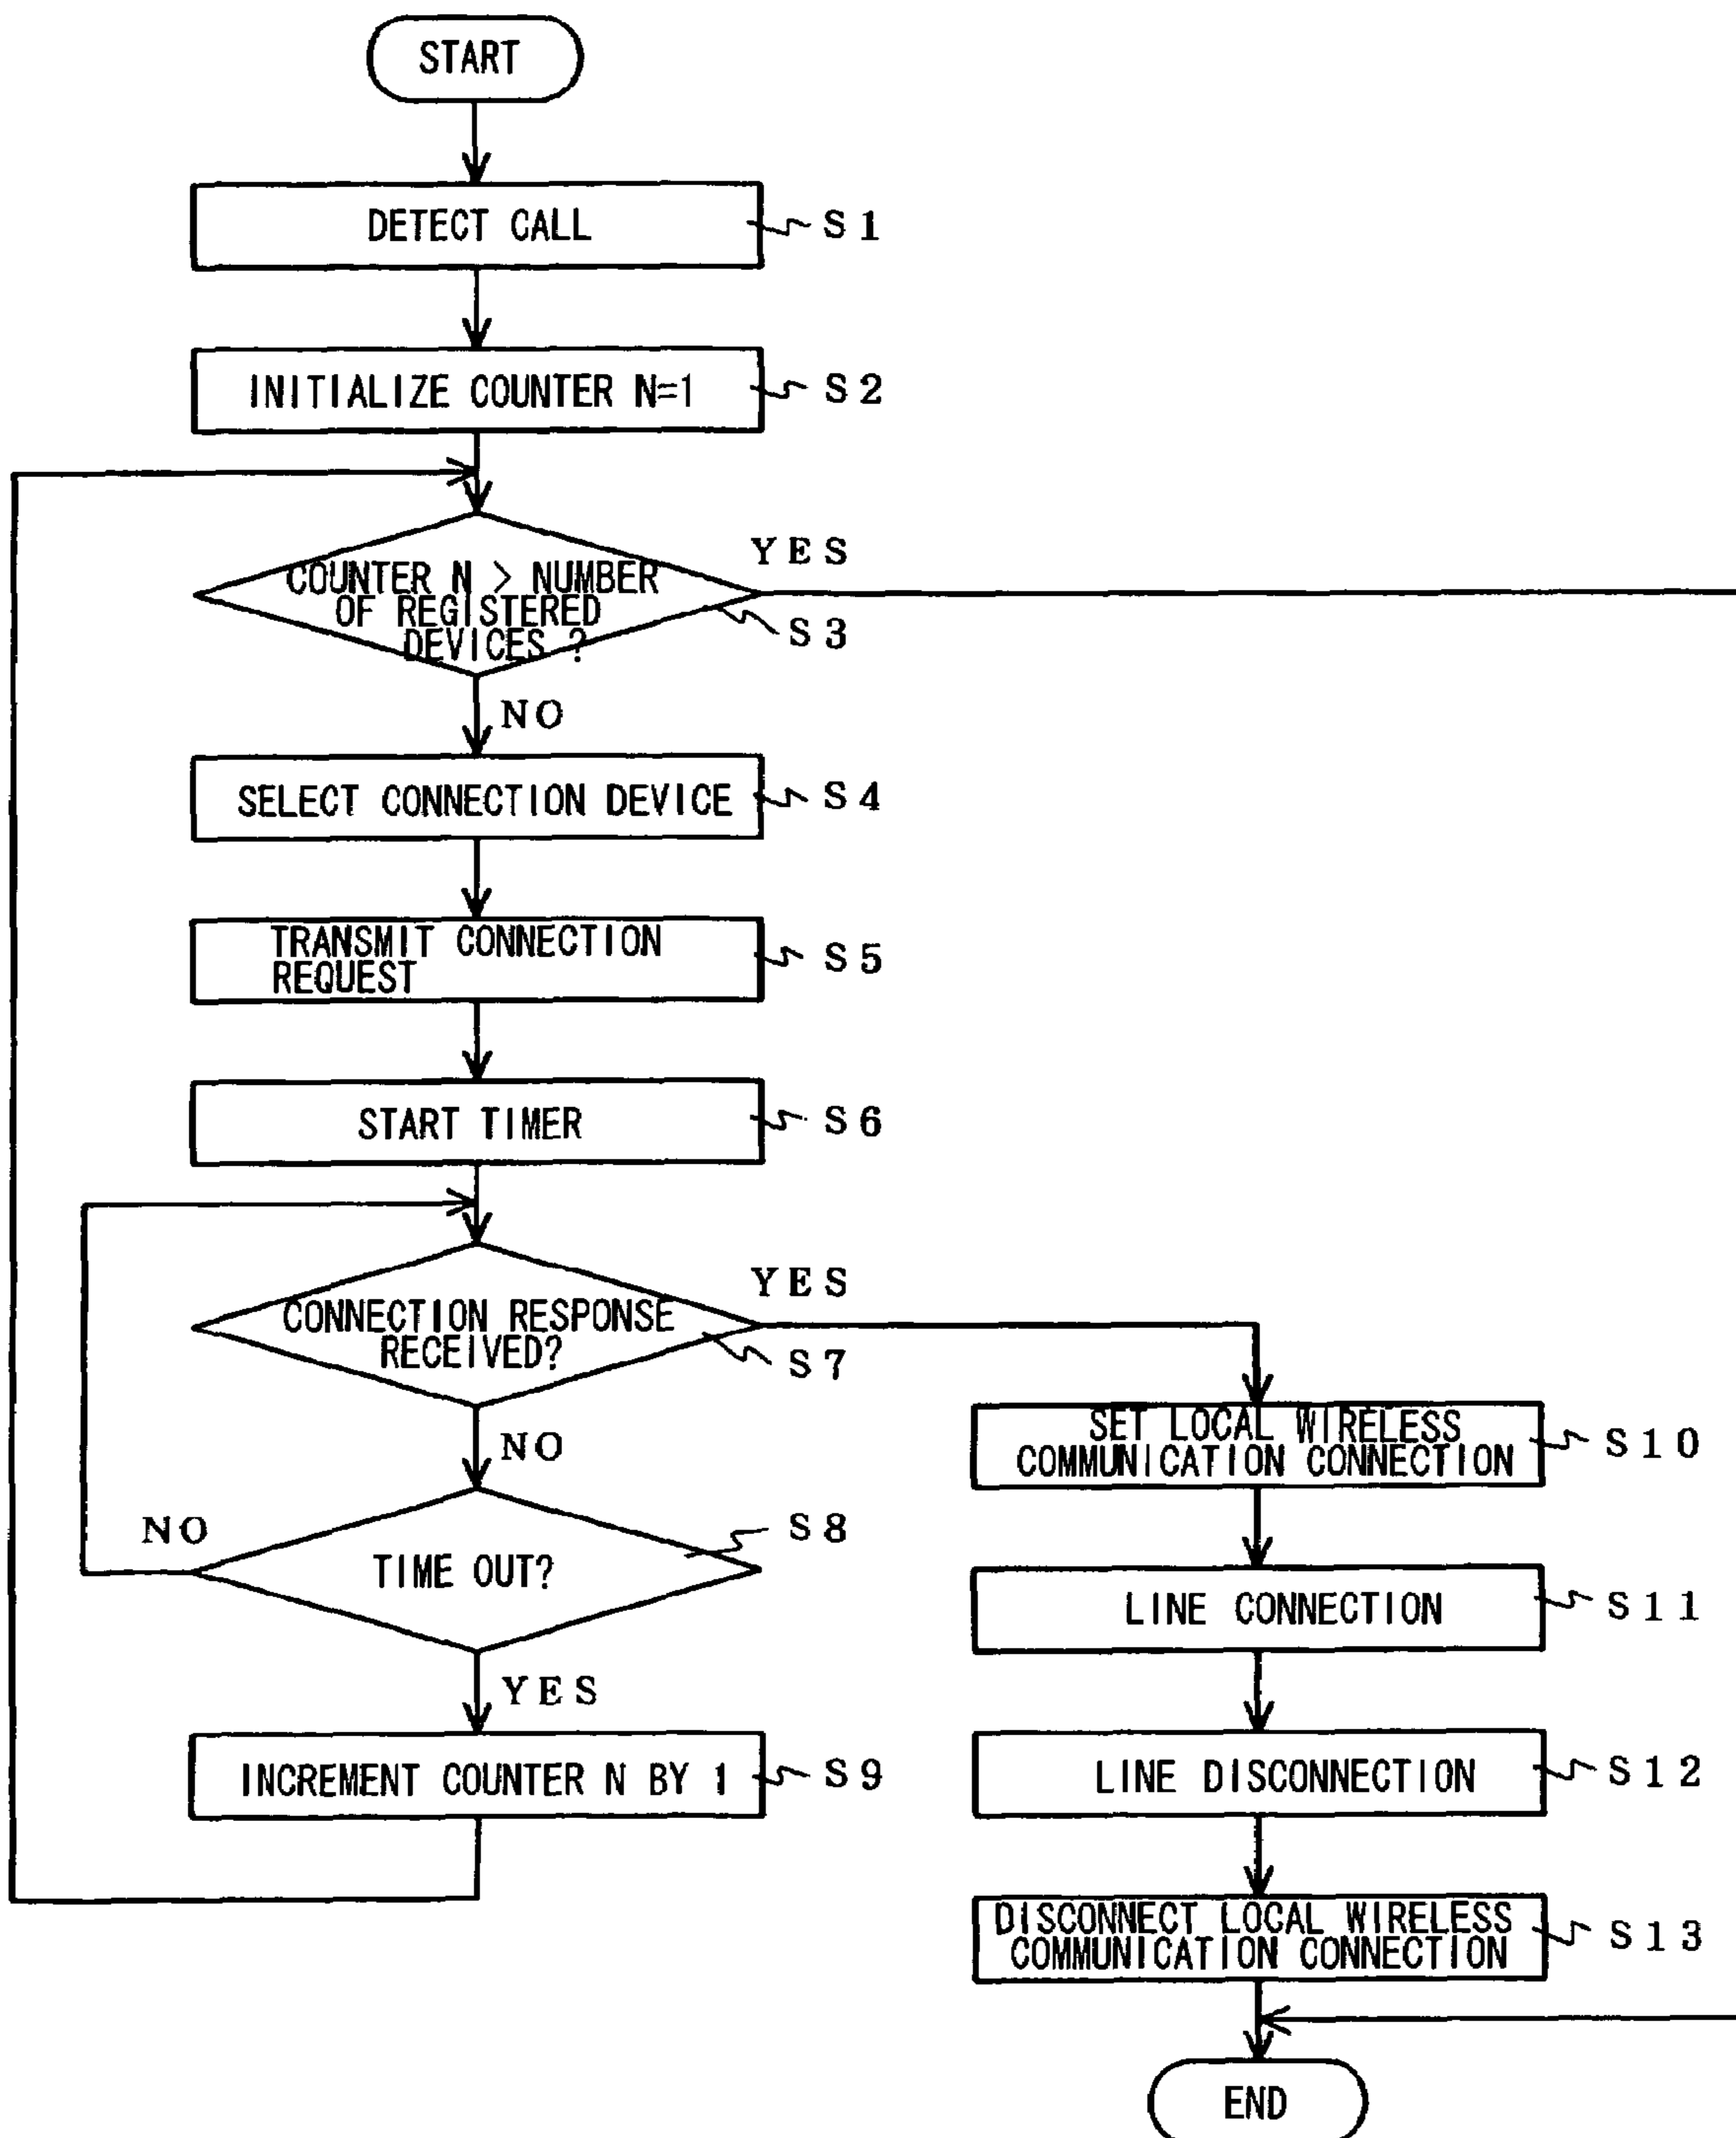 START
DETECT CALL
S1
INITIALIZE COUNTER N=1
S2
COUNTER N > NUMBER
OF REGISTERED
DEVICES ?
YES
S3
NO
SELECT CONNECTION DEVICE
S4
TRANSMIT CONNECTION
REQUEST
S5
START TIMER
S6
CONNECTION RESPONSE
RECEIVED?
YES
S7
NO
TIME OUT?
NO
S8
YES
INCREMENT COUNTER N BY 1
S9
SET LOCAL WIRELESS
COMMUNICATION CONNECTION
S10
LINE CONNECTION
S11
LINE DISCONNECTION
S12
DISCONNECT LOCAL WIRELESS
COMMUNICATION CONNECTION
S13
END